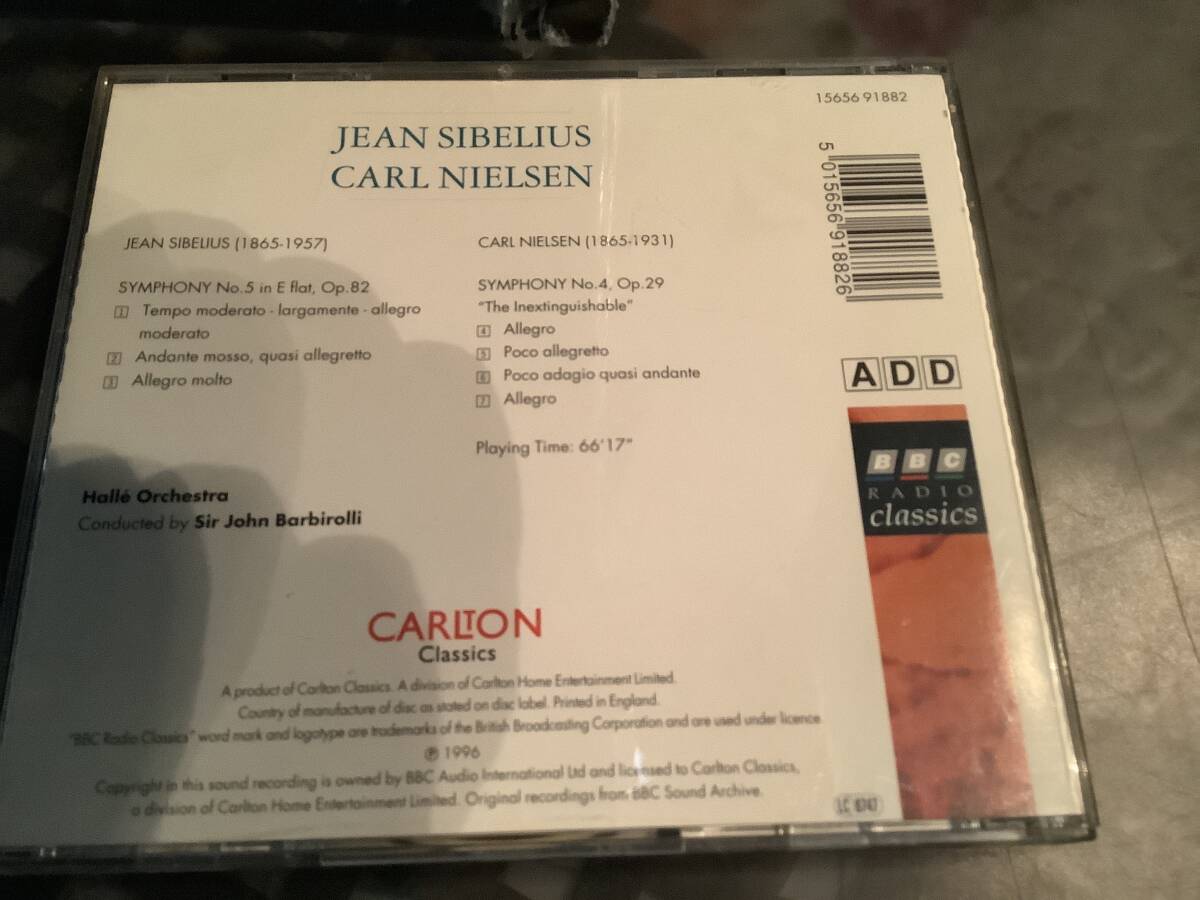 15656 91882
JEAN SIBELIUS
CARL NIELSEN
5 015656 918826
JEAN SIBELIUS (1865-1957)
SYMPHONY No.5 in E flat, Op.82
1 Tempo moderato - largamente - allegro
moderato
2 Andante mosso, quasi allegretto
3 Allegro molto
CARL NIELSEN (1865-1931)
SYMPHONY No.4, Op.29
"The Inextinguishable"
4 Allegro
5 Poco allegretto
6 Poco adagio quasi andante
7 Allegro
Playing Time: 66'17"
ADD
BBC
RADIO
classics
Hallé Orchestra
Conducted by Sir John Barbirolli
CARLTON
Classics
A product of Carlton Classics. A division of Carlton Home Entertainment Limited.
Country of manufacture of disc as stated on disc label. Printed in England.
"BBC Radio Classics" word mark and logotype are trademarks of the British Broadcasting Corporation and are used under licence.
℗ 1996
Copyright in this sound recording is owned by BBC Audio International Ltd and licensed to Carlton Classics,
a division of Carlton Home Entertainment Limited. Original recordings from BBC Sound Archive.
LC